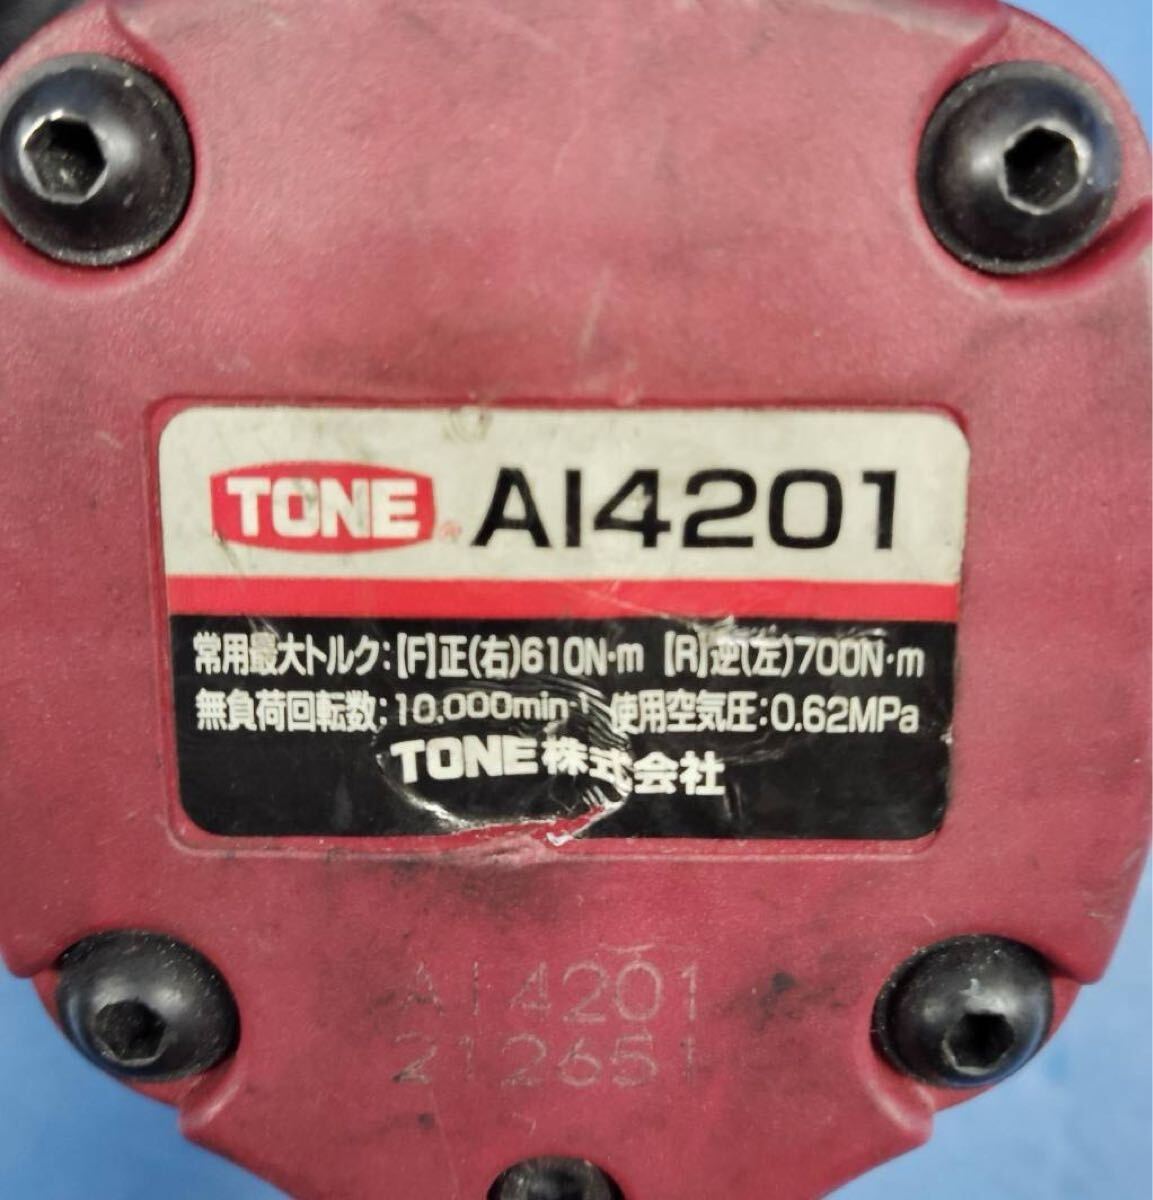 TONE® AI4201
常用最大トルク:[F]正(右)610N·m [R]逆(左)700N·m
無負荷回転数:10,000min⁻¹ 使用空気圧:0.62MPa
TONE株式会社
AI4201
212651